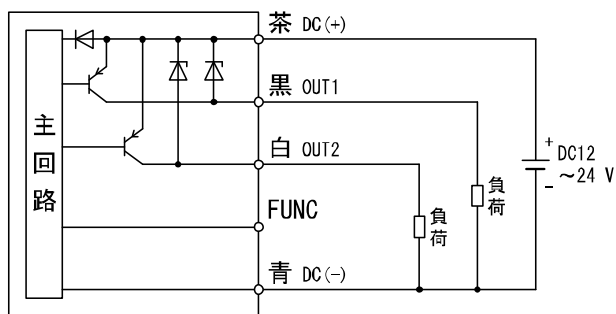 茶 DC(+)
黒 OUT1
主回路
白 OUT2
+
DC12
～24 V
-
負荷
負荷
FUNC
青 DC(-)